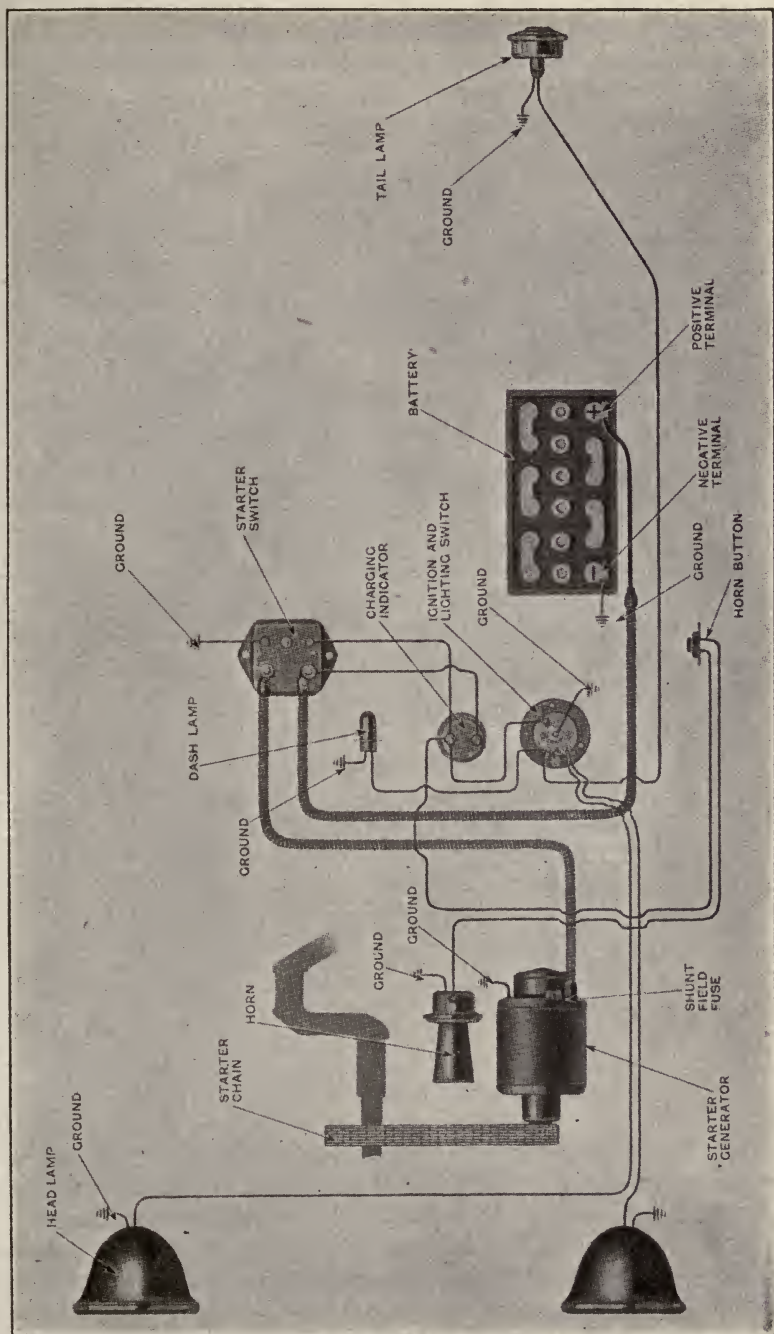 HEAD LAMP
GROUND
STARTER
CHAIN
HORN
GROUND
GROUND
GROUND
DASH LAMP
GROUND
STARTER
SWITCH
CHARGING
INDICATOR
IGNITION AND
LIGHTING SWITCH
GROUND
BATTERY
TAIL LAMP
GROUND
STARTER
GENERATOR
SHUNT
FIELD
FUSE
HORN BUTTON
GROUND
NEGATIVE
TERMINAL
POSITIVE
TERMINAL
−
+